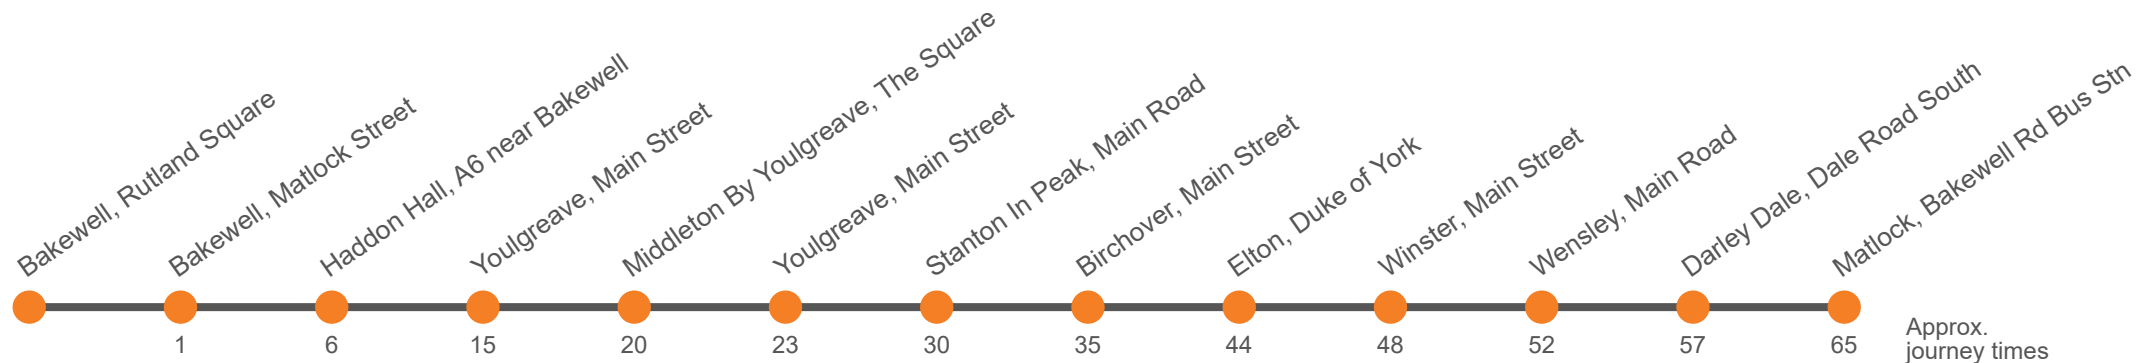 Bakewell, Rutland Square
Bakewell, Matlock Street
Haddon Hall, A6 near Bakewell
Youlgreave, Main Street
Middleton By Youlgreave, The Square
Youlgreave, Main Street
Stanton In Peak, Main Road
Birchover, Main Street
Elton, Duke of York
Winster, Main Street
Wensley, Main Road
Darley Dale, Dale Road South
Matlock, Bakewell Rd Bus Stn
1
6
15
20
23
30
35
44
48
52
57
65
Approx.
journey times